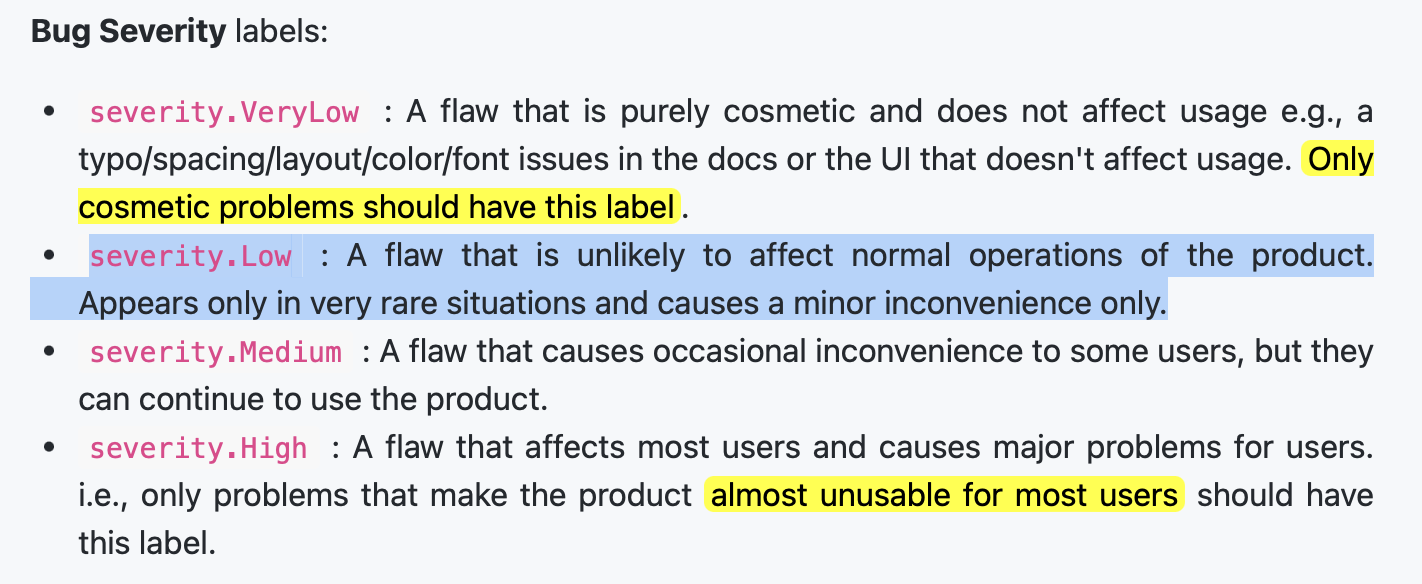 Bug Severity labels:
• severity.VeryLow : A flaw that is purely cosmetic and does not affect usage e.g., a
typo/spacing/layout/color/font issues in the docs or the UI that doesn't affect usage. Only
cosmetic problems should have this label.
• severity.Low : A flaw that is unlikely to affect normal operations of the product.
Appears only in very rare situations and causes a minor inconvenience only.
• severity.Medium : A flaw that causes occasional inconvenience to some users, but they
can continue to use the product.
• severity.High : A flaw that affects most users and causes major problems for users.
i.e., only problems that make the product almost unusable for most users should have
this label.